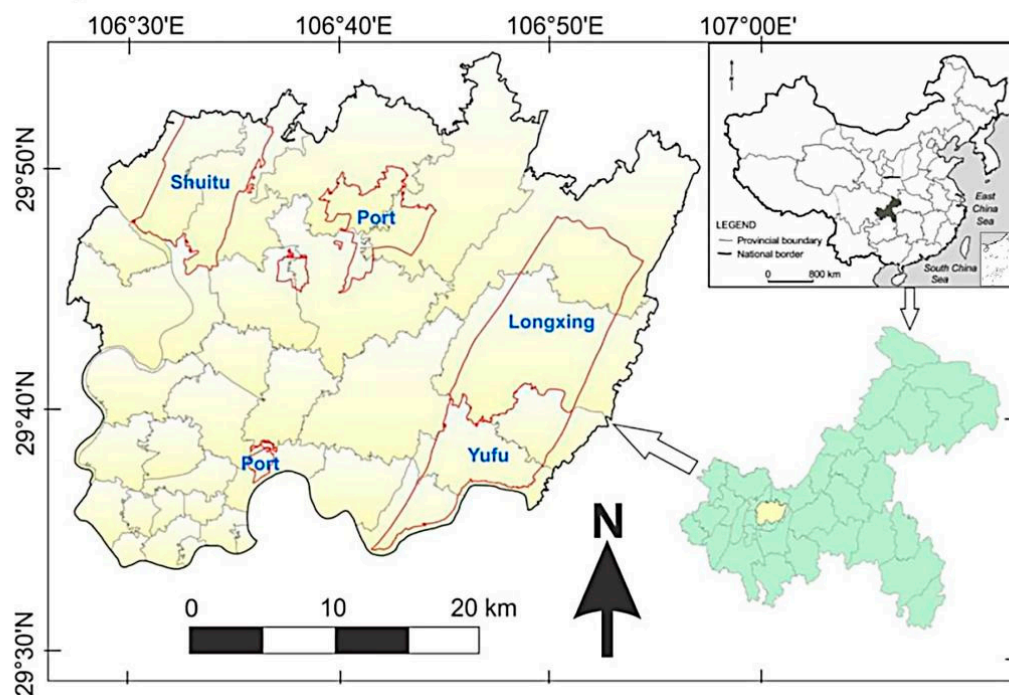 106°30'E
106°40'E
106°50'E
107°00'E'
29°50'N
29°40'N
29°30'N
Shuitu
Port
Longxing
Port
Yufu
0
10
20 km
N
East
China
Sea
LEGEND
Provincial boundary
National border
0
800 km
South China
Sea